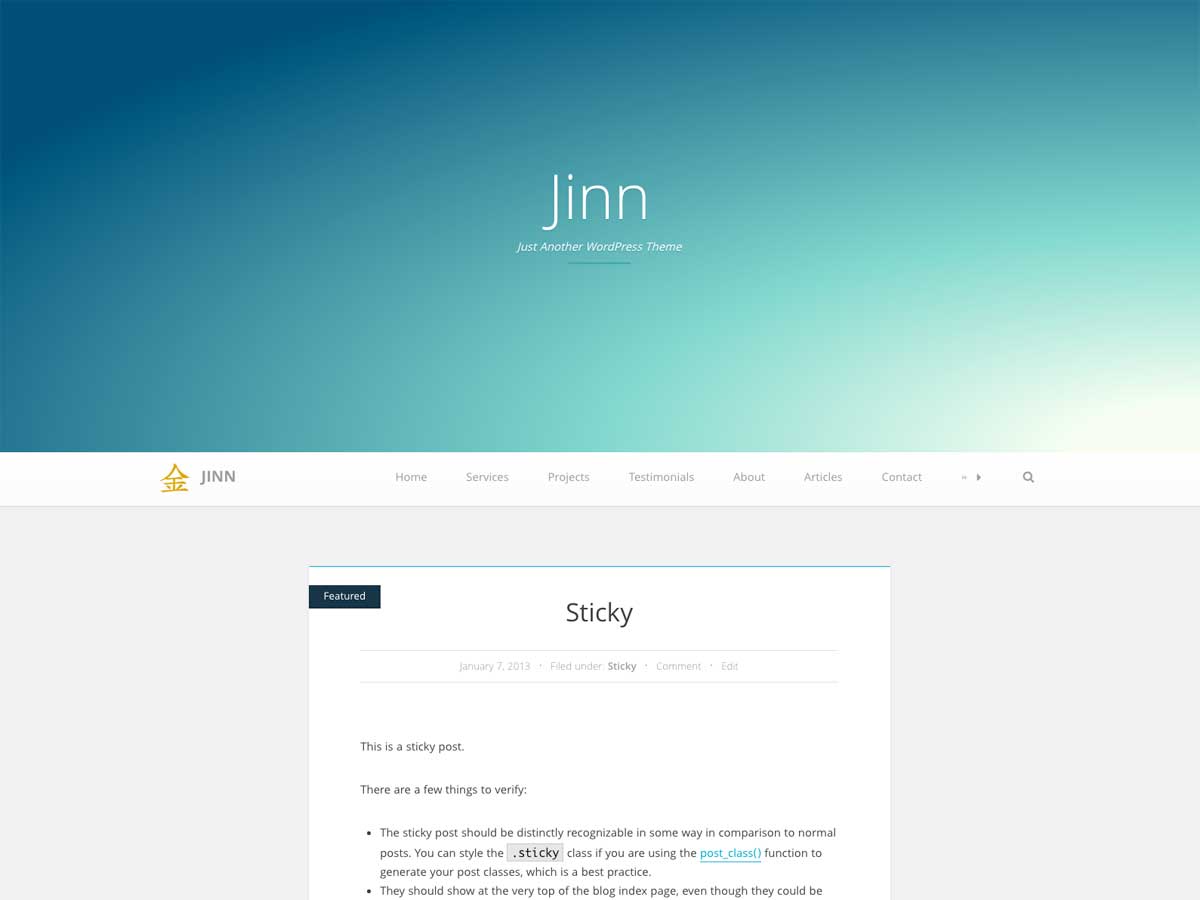 Jinn
Just Another WordPress Theme
金 JINN Home Services Projects Testimonials About Articles Contact
Featured
Sticky
January 7, 2013 • Filed under: Sticky • Comment • Edit
This is a sticky post.
There are a few things to verify:
• The sticky post should be distinctly recognizable in some way in comparison to normal
posts. You can style the .sticky class if you are using the post_class() function to
generate your post classes, which is a best practice.
• They should show at the very top of the blog index page, even though they could be